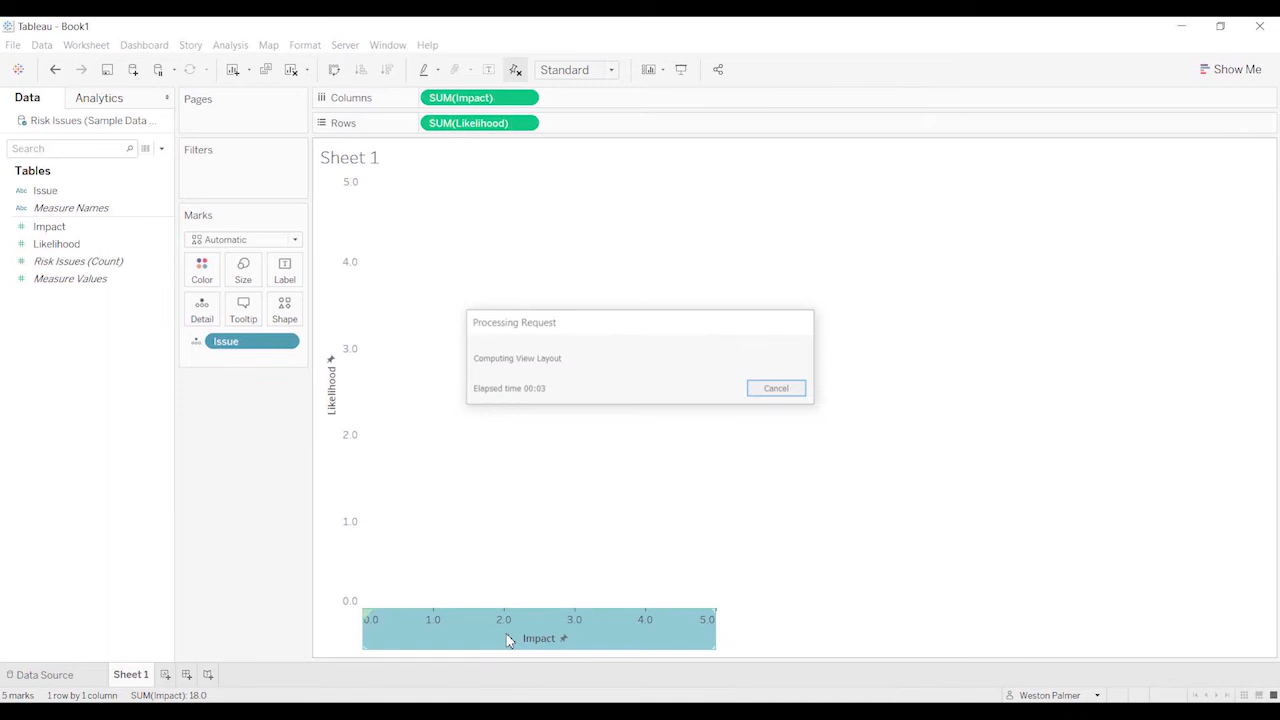 Tableau - Book1
File Data Worksheet Dashboard Story Analysis Map Format Server Window Help
Standard
Show Me
Data Analytics
Pages
Columns SUM(Impact)
Risk Issues (Sample Data ...
Rows SUM(Likelihood)
Search
Filters
Sheet 1
Tables
Abc Issue
Abc Measure Names
# Impact
# Likelihood
# Risk Issues (Count)
# Measure Values
Marks
Automatic
Color Size Label
Detail Tooltip Shape
Issue
5.0
4.0
3.0
2.0
1.0
0.0
Likelihood
Processing Request
Computing View Layout
Elapsed time 00:03
Cancel
0.0 1.0 2.0 3.0 4.0 5.0
Impact
Data Source Sheet 1
5 marks 1 row by 1 column SUM(Impact): 18.0
Weston Palmer